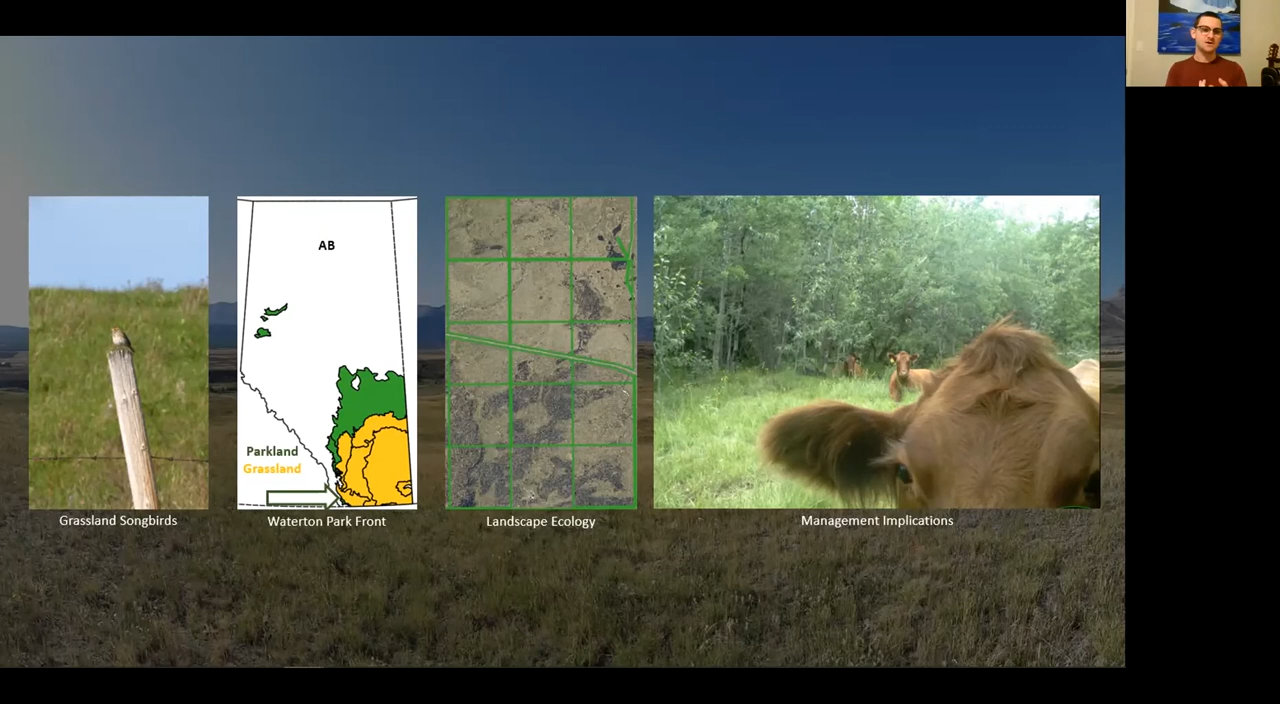 AB
Parkland
Grassland
Grassland Songbirds
Waterton Park Front
Landscape Ecology
Management Implications